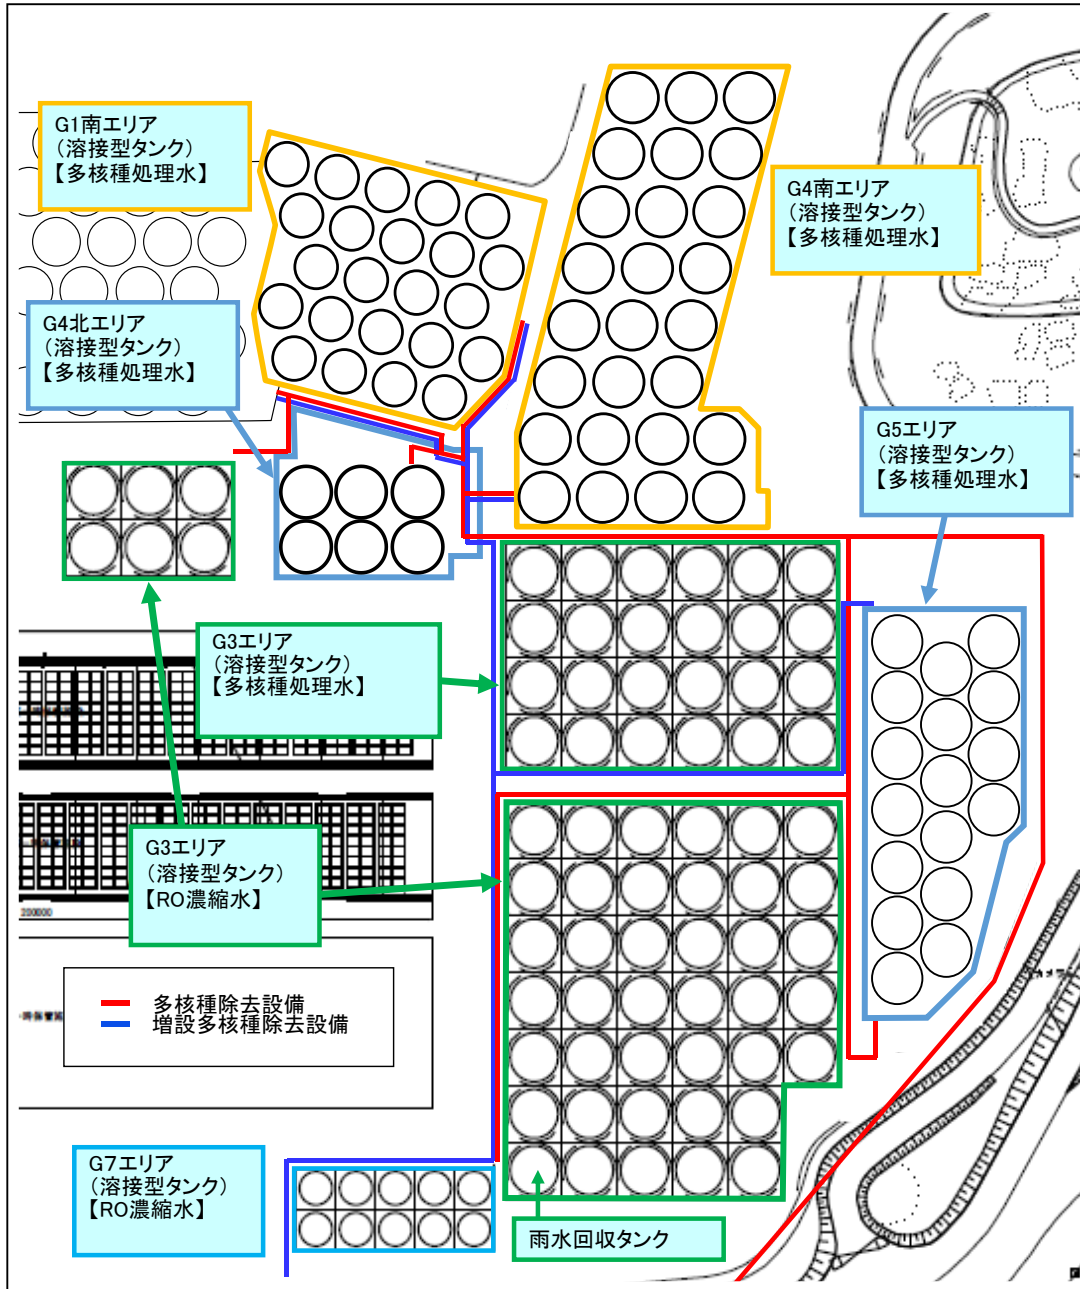 G1南エリア
(溶接型タンク)
【多核種処理水】
G4南エリア
(溶接型タンク)
【多核種処理水】
G4北エリア
(溶接型タンク)
【多核種処理水】
G5エリア
(溶接型タンク)
【多核種処理水】
G3エリア
(溶接型タンク)
【多核種処理水】
G3エリア
(溶接型タンク)
【RO濃縮水】
200000
多核種除去設備
増設多核種除去設備
G7エリア
(溶接型タンク)
【RO濃縮水】
雨水回収タンク